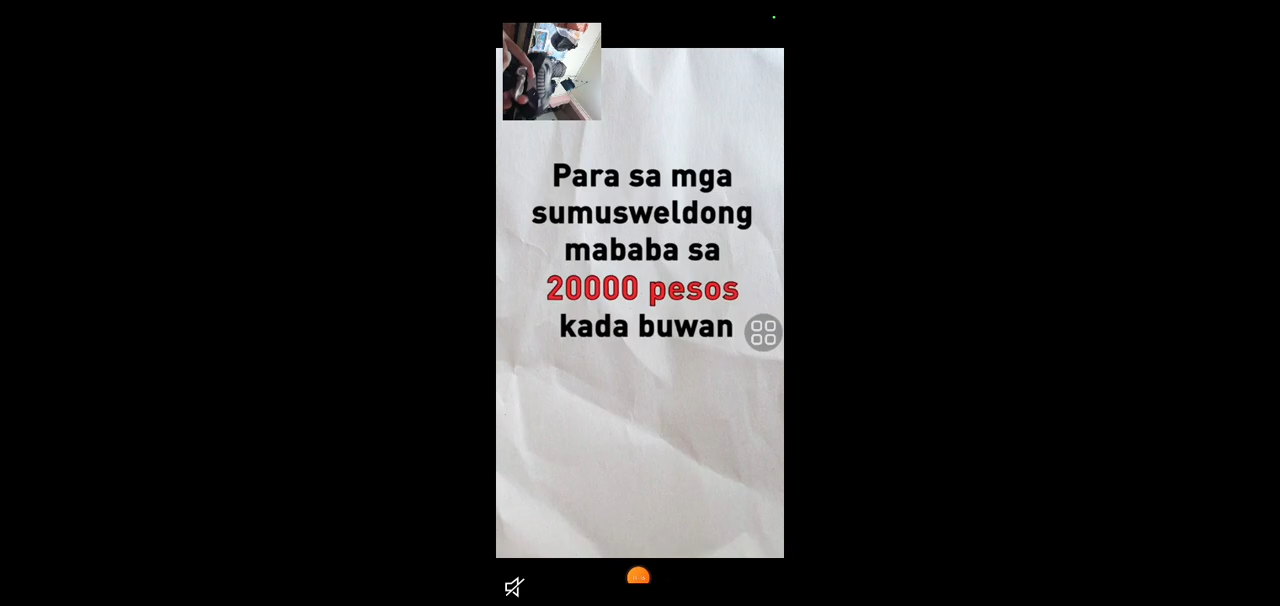 Para sa mga
sumusweldong
mababa sa
20000 pesos
kada buwan